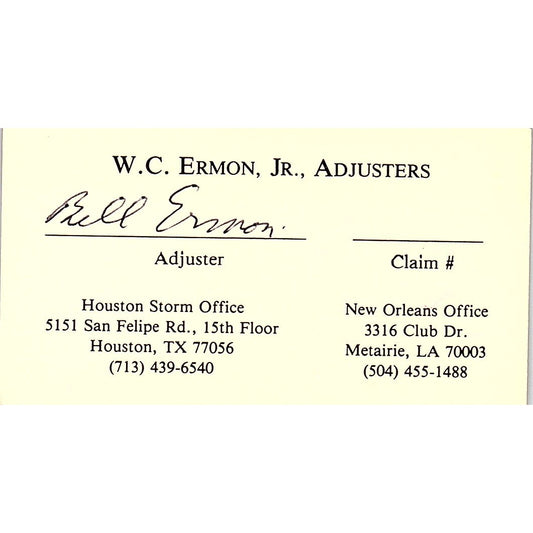 W.C. ERMON, JR., ADJUSTERS
Bill Ermon.
Adjuster
Claim #
Houston Storm Office
5151 San Felipe Rd., 15th Floor
Houston, TX 77056
(713) 439-6540
New Orleans Office
3316 Club Dr.
Metairie, LA 70003
(504) 455-1488